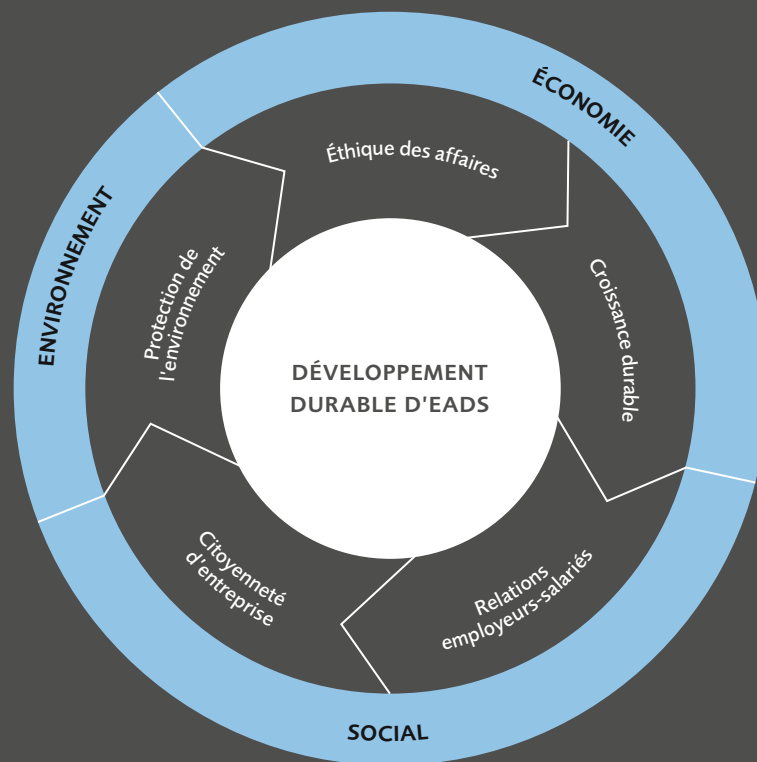 ÉCONOMIE
Éthique des affaires
Croissance durable
ENVIRONNEMENT
Protection de
l'environnement
DÉVELOPPEMENT
DURABLE D'EADS
Citoyenneté
d'entreprise
Relations
employeurs-salariés
SOCIAL